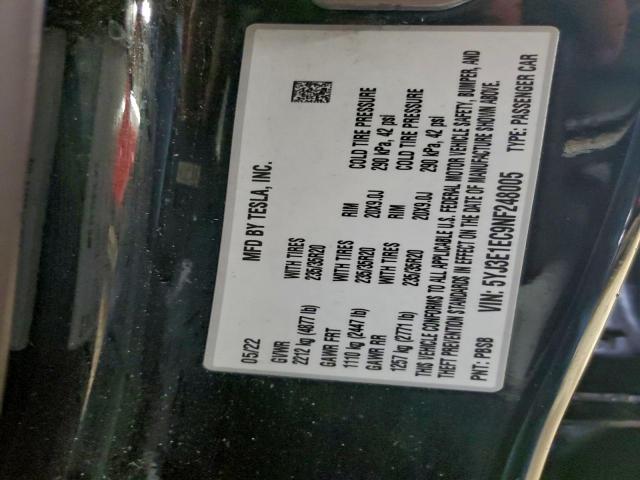 MFD BY TESLA, INC.
05/22
GVWR WITH TIRES RIM COLD TIRE PRESSURE
2212 kg (4877 lb) 235/35R20 20X9.0J 290 kPa, 42 psi
GAWR FRT WITH TIRES RIM COLD TIRE PRESSURE
1110 kg (2447 lb) 235/35R20 20X9.0J 290 kPa, 42 psi
GAWR RR WITH TIRES
1257 kg (2771 lb) 235/35R20
THIS VEHICLE CONFORMS TO ALL APPLICABLE U.S. FEDERAL MOTOR VEHICLE SAFETY, BUMPER, AND
THEFT PREVENTION STANDARDS IN EFFECT ON THE DATE OF MANUFACTURE SHOWN ABOVE.
PNT: PBSB VIN: 5YJ3E1EC9NF248005 TYPE: PASSENGER CAR